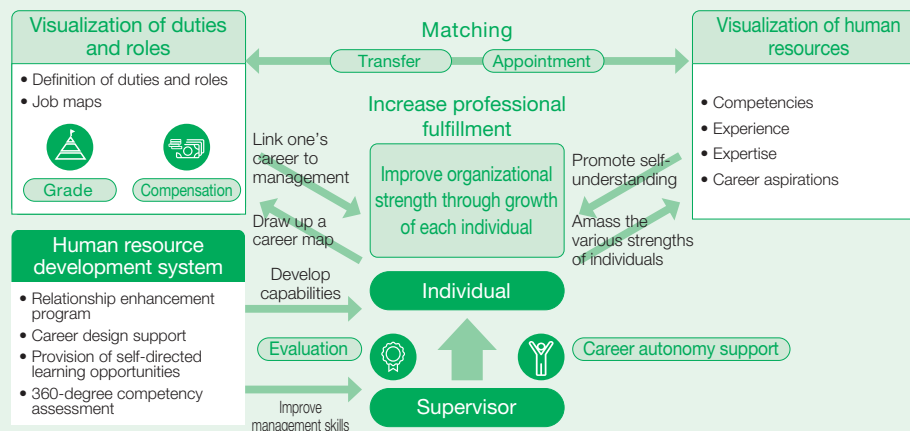 Visualization of duties
and roles
• Definition of duties and roles
• Job maps
Grade
Compensation
Matching
Transfer
Appointment
Visualization of human
resources
• Competencies
• Experience
• Expertise
• Career aspirations
Increase professional
fulfillment
Improve organizational
strength through growth
of each individual
Link one's
career to
management
Draw up a
career map
Promote self-
understanding
Amass the
various strengths
of individuals
Human resource
development system
• Relationship enhancement
program
• Career design support
• Provision of self-directed
learning opportunities
• 360-degree competency
assessment
Develop
capabilities
Individual
Evaluation
Career autonomy support
Improve
management skills
Supervisor